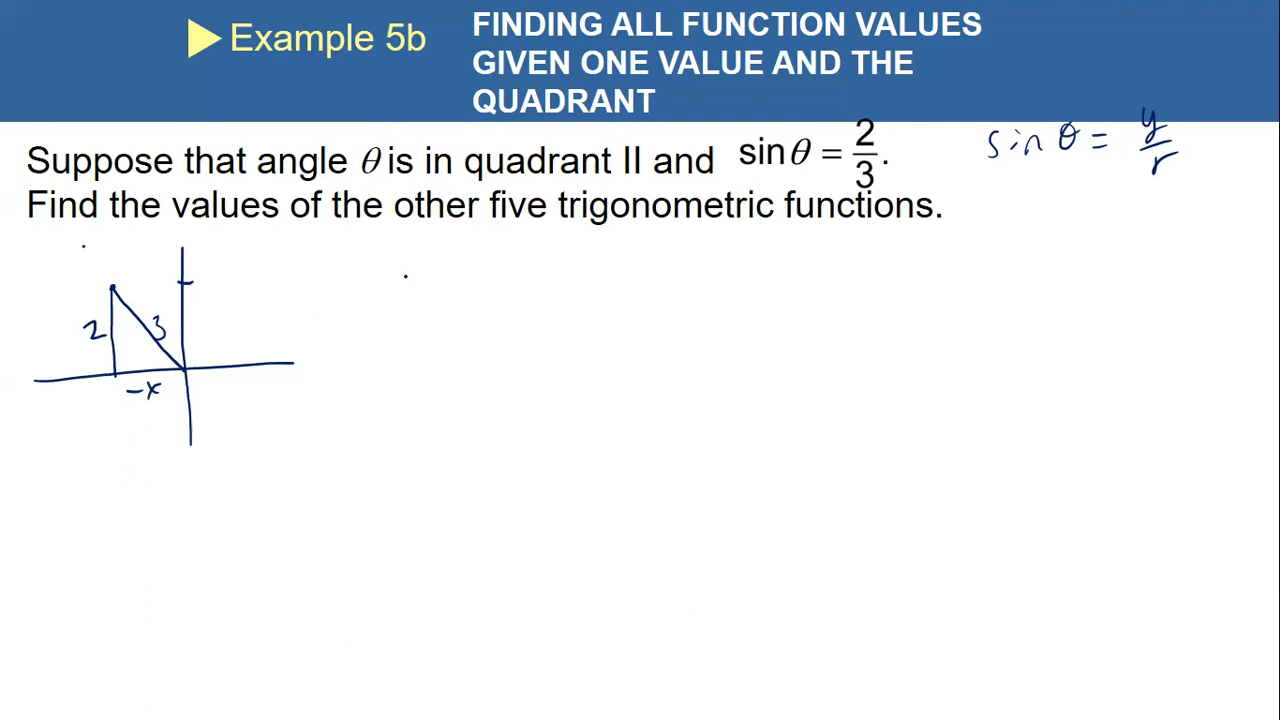 Example 5b
FINDING ALL FUNCTION VALUES
GIVEN ONE VALUE AND THE
QUADRANT
Suppose that angle θ is in quadrant II and sinθ = 2/3.
Find the values of the other five trigonometric functions.
sin θ = y/r
2
3
-x